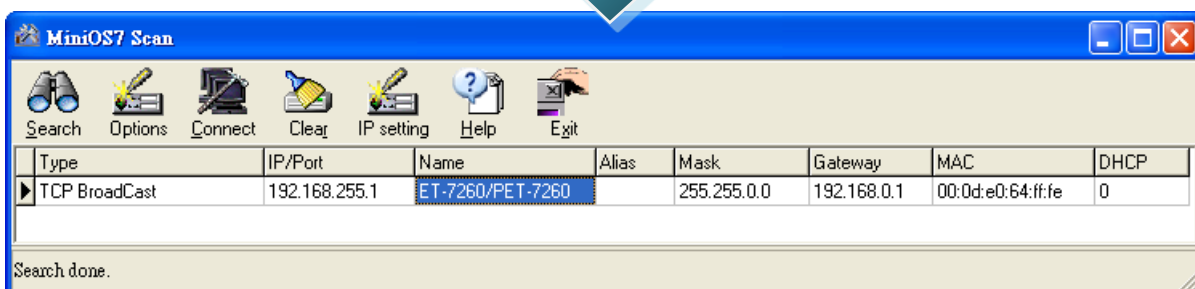 MiniOS7 Scan
Search Options Connect Clear IP setting Help Exit
Type IP/Port Name Alias Mask Gateway MAC DHCP
TCP BroadCast 192.168.255.1 ET-7260/PET-7260 255.255.0.0 192.168.0.1 00:0d:e0:64:ff:fe 0
Search done.